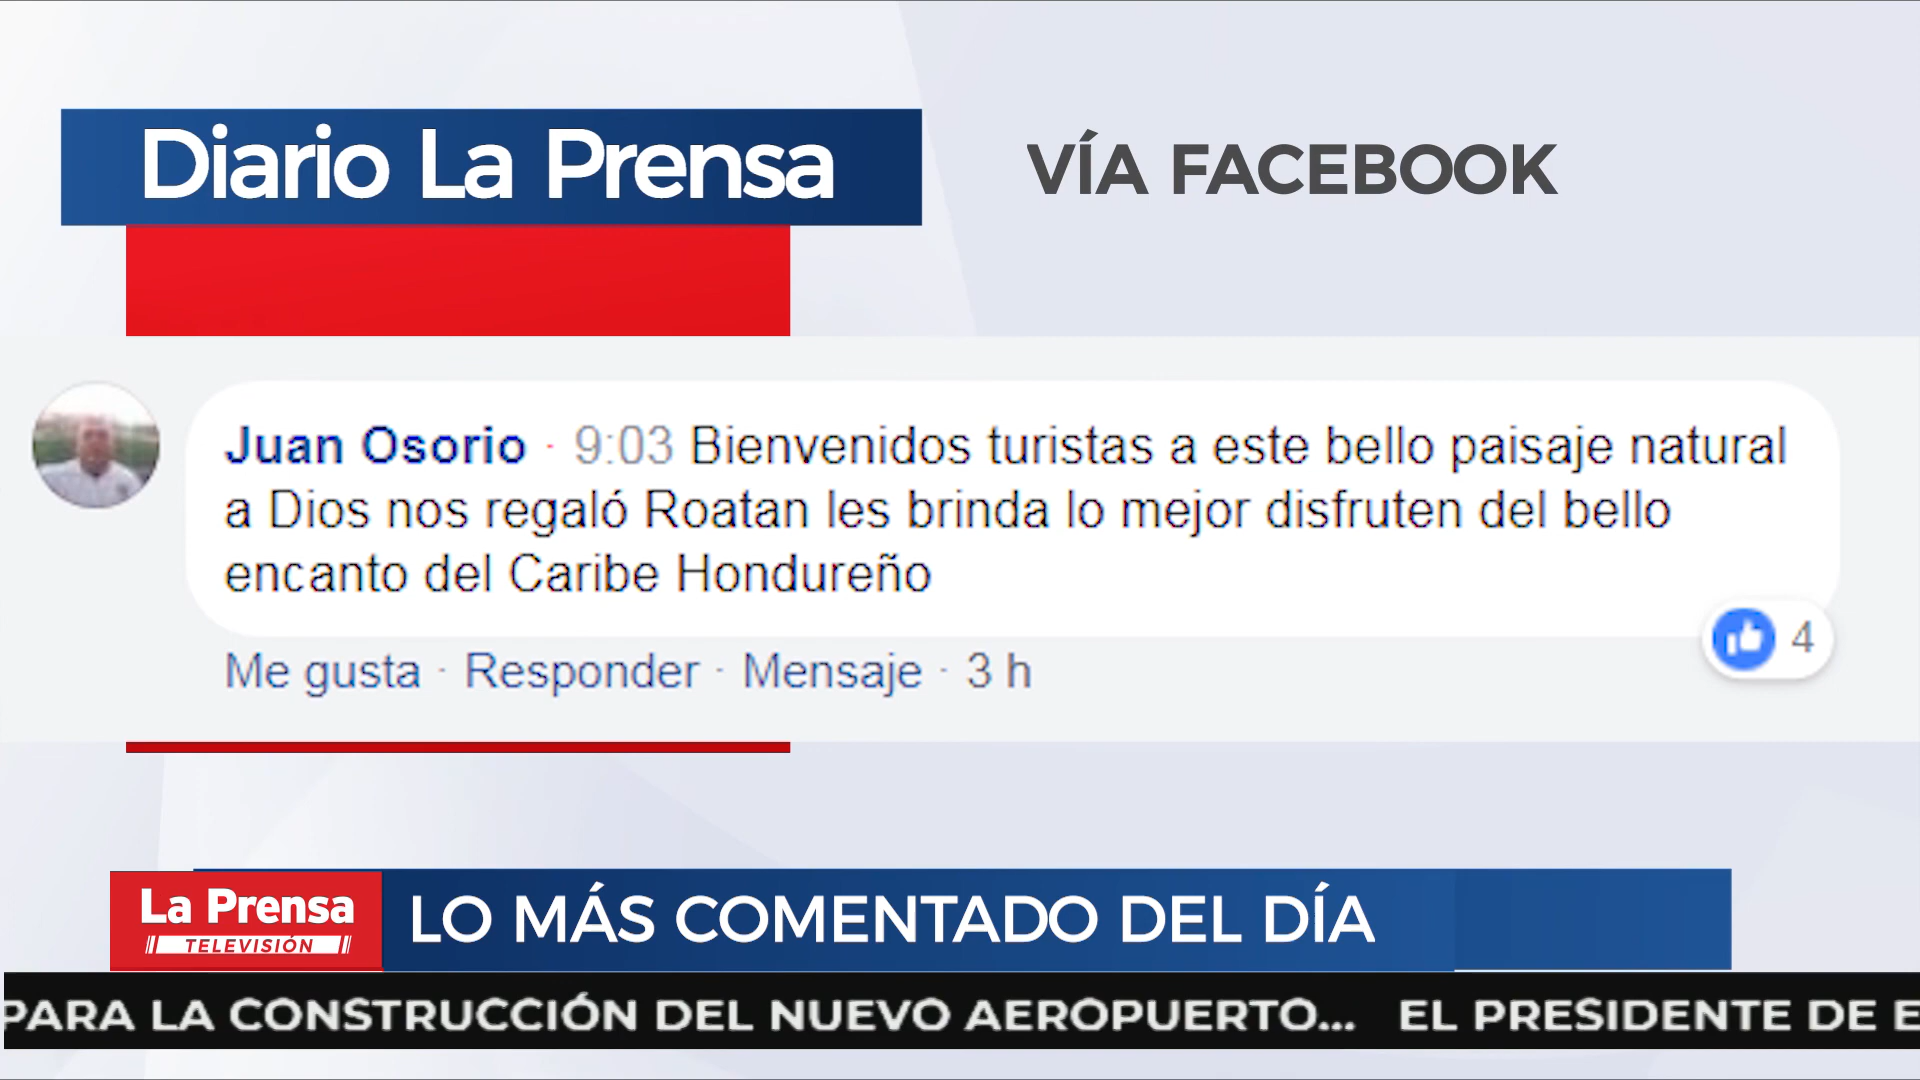 Diario La Prensa
VÍA FACEBOOK
Juan Osorio · 9:03 Bienvenidos turistas a este bello paisaje natural
a Dios nos regaló Roatan les brinda lo mejor disfruten del bello
encanto del Caribe Hondureño
4
Me gusta · Responder · Mensaje · 3 h
La Prensa
TELEVISIÓN
LO MÁS COMENTADO DEL DÍA
PARA LA CONSTRUCCIÓN DEL NUEVO AEROPUERTO... EL PRESIDENTE DE E